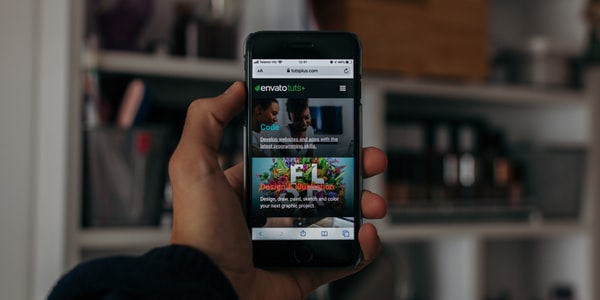 12:41
AA tutsplus.com
envatotuts+
Code
Develop websites and apps with the
latest programming skills.
FL
Design & Illustration
Design, draw, paint, sketch and color
your next graphic project.